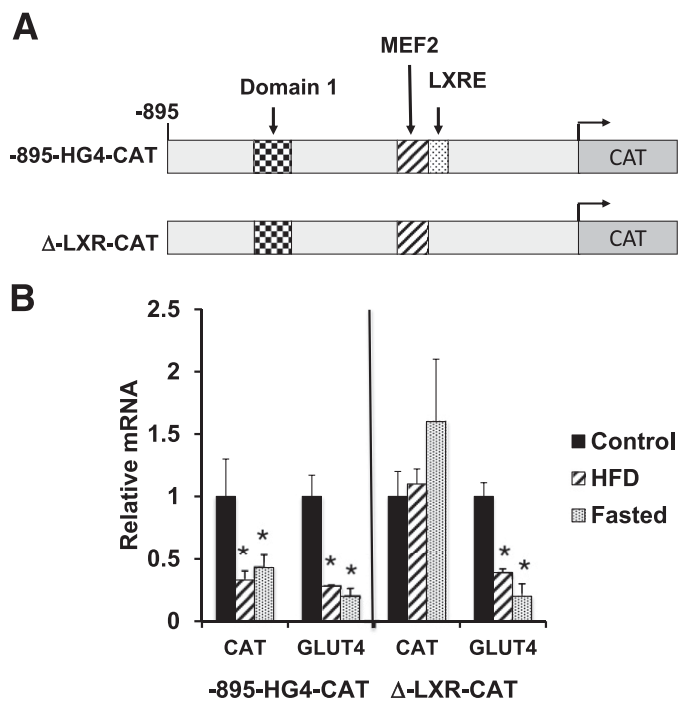 A
MEF2
Domain 1
LXRE
-895
-895-HG4-CAT
CAT
Δ-LXR-CAT
CAT
B
2.5
2
1.5
1
0.5
0
Relative mRNA
* * * * * *
Control
HFD
Fasted
CAT GLUT4 CAT GLUT4
-895-HG4-CAT Δ-LXR-CAT